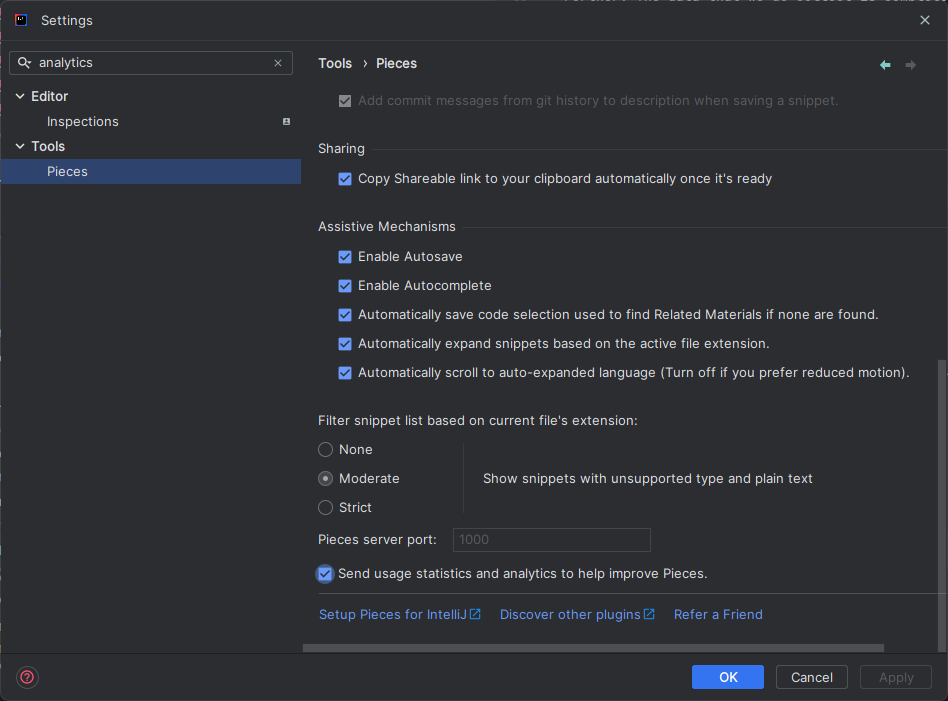 Settings
analytics
Editor
Inspections
Tools
Pieces
Tools › Pieces
Add commit messages from git history to description when saving a snippet.
Sharing
Copy Shareable link to your clipboard automatically once it's ready
Assistive Mechanisms
Enable Autosave
Enable Autocomplete
Automatically save code selection used to find Related Materials if none are found.
Automatically expand snippets based on the active file extension.
Automatically scroll to auto-expanded language (Turn off if you prefer reduced motion).
Filter snippet list based on current file's extension:
None
Moderate
Show snippets with unsupported type and plain text
Strict
Pieces server port: 1000
Send usage statistics and analytics to help improve Pieces.
Setup Pieces for IntelliJ Discover other plugins Refer a Friend
OK Cancel Apply